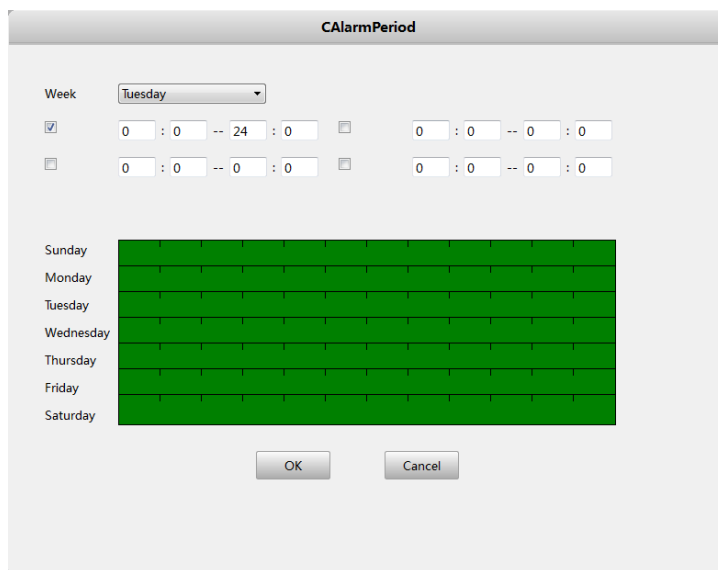 CAlarmPeriod
Week Tuesday
0 : 0 -- 24 : 0 0 : 0 -- 0 : 0
0 : 0 -- 0 : 0 0 : 0 -- 0 : 0
Sunday
Monday
Tuesday
Wednesday
Thursday
Friday
Saturday
OK Cancel